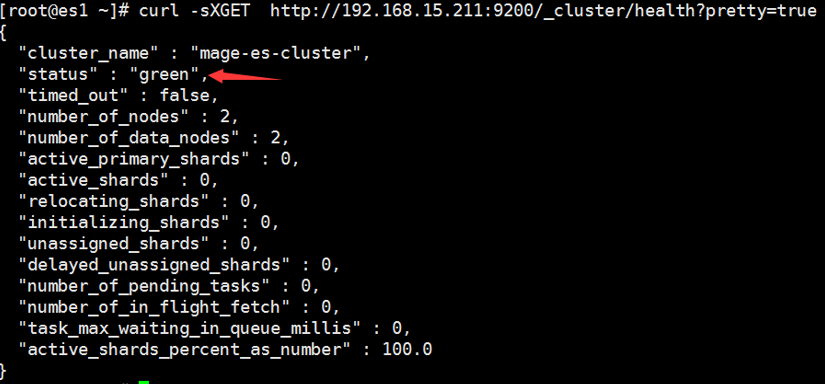 [root@es1 ~]# curl -sXGET  http://192.168.15.211:9200/_cluster/health?pretty=true
{
  "cluster_name" : "mage-es-cluster",
  "status" : "green",
  "timed_out" : false,
  "number_of_nodes" : 2,
  "number_of_data_nodes" : 2,
  "active_primary_shards" : 0,
  "active_shards" : 0,
  "relocating_shards" : 0,
  "initializing_shards" : 0,
  "unassigned_shards" : 0,
  "delayed_unassigned_shards" : 0,
  "number_of_pending_tasks" : 0,
  "number_of_in_flight_fetch" : 0,
  "task_max_waiting_in_queue_millis" : 0,
  "active_shards_percent_as_number" : 100.0
}